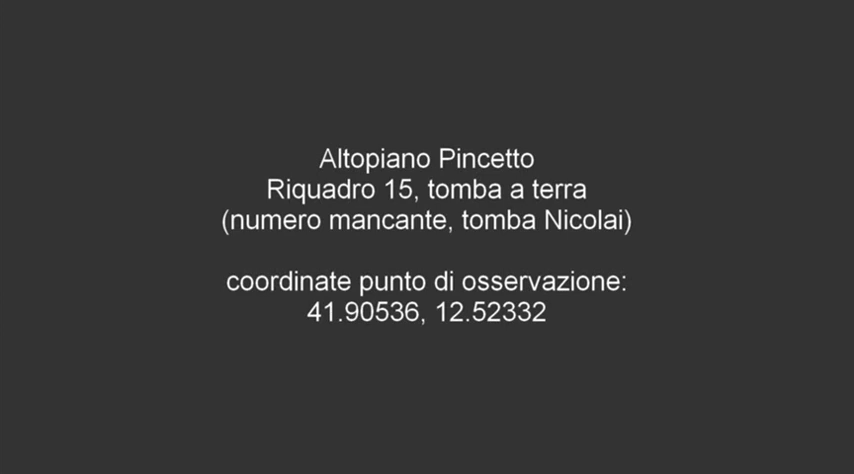 Altopiano Pincetto
Riquadro 15, tomba a terra
(numero mancante, tomba Nicolai)
coordinate punto di osservazione:
41.90536, 12.52332